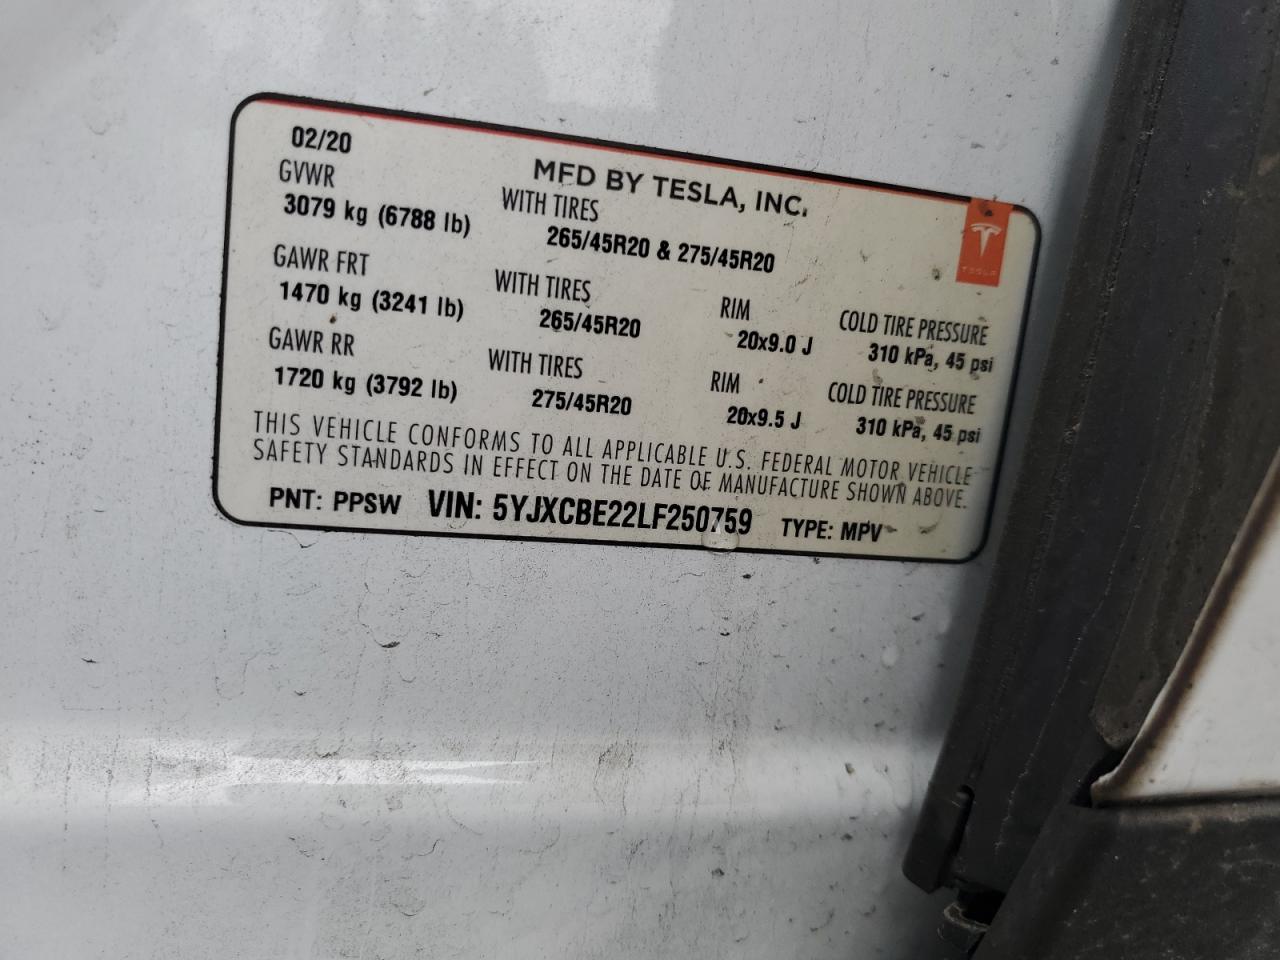 02/20
MFD BY TESLA, INC.
GVWR
3079 kg (6788 lb)
WITH TIRES
265/45R20 & 275/45R20
TESLA
GAWR FRT
1470 kg (3241 lb)
WITH TIRES
265/45R20
RIM
20x9.0 J
COLD TIRE PRESSURE
310 kPa, 45 psi
GAWR RR
1720 kg (3792 lb)
WITH TIRES
275/45R20
RIM
20x9.5 J
COLD TIRE PRESSURE
310 kPa, 45 psi
THIS VEHICLE CONFORMS TO ALL APPLICABLE U.S. FEDERAL MOTOR VEHICLE
SAFETY STANDARDS IN EFFECT ON THE DATE OF MANUFACTURE SHOWN ABOVE.
PNT: PPSW VIN: 5YJXCBE22LF250759 TYPE: MPV